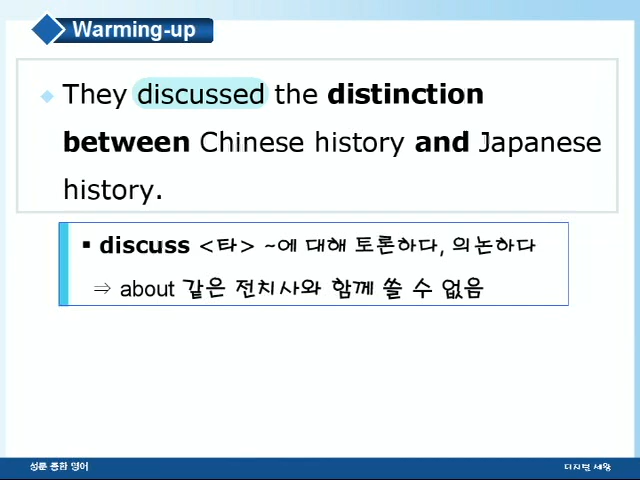 Warming-up
They discussed the distinction
between Chinese history and Japanese
history.
▪ discuss <타> ~에 대해 토론하다, 의논하다
⇒ about 같은 전치사와 함께 쓸 수 없음
성문 종합 영어
디지털 세왕